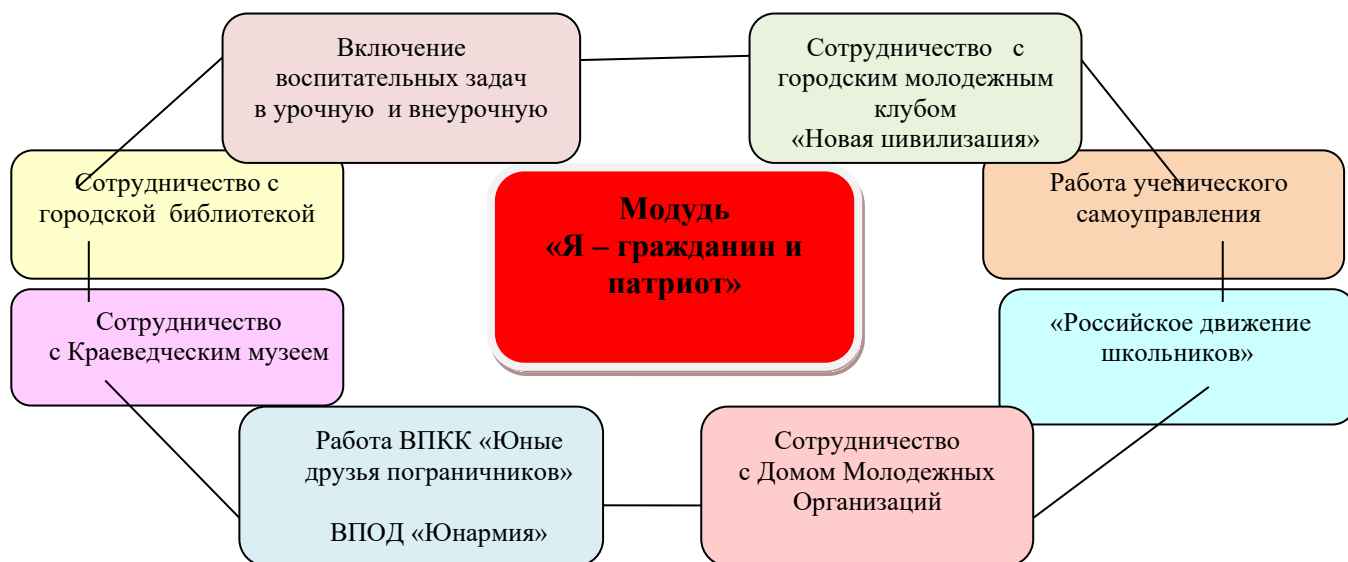 Включение
воспитательных задач
в урочную и внеурочную
Сотрудничество с
городским молодежным
клубом
«Новая цивилизация»
Сотрудничество с
городской библиотекой
Модудь
«Я – гражданин и
патриот»
Работа ученического
самоуправления
Сотрудничество
с Краеведческим музеем
«Российское движение
школьников»
Работа ВПКК «Юные
друзья пограничников»
ВПОД «Юнармия»
Сотрудничество
с Домом Молодежных
Организаций